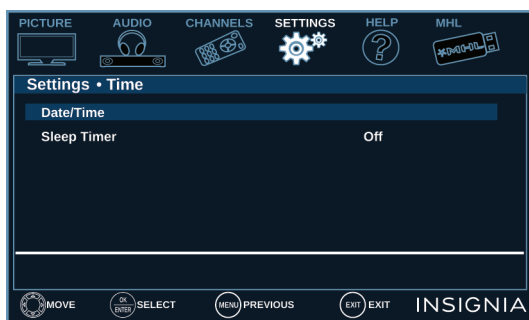 PICTURE AUDIO CHANNELS SETTINGS HELP MHL
MHL
Settings • Time
Date/Time
Sleep Timer Off
MOVE OK ENTER SELECT MENU PREVIOUS EXIT EXIT INSIGNIA